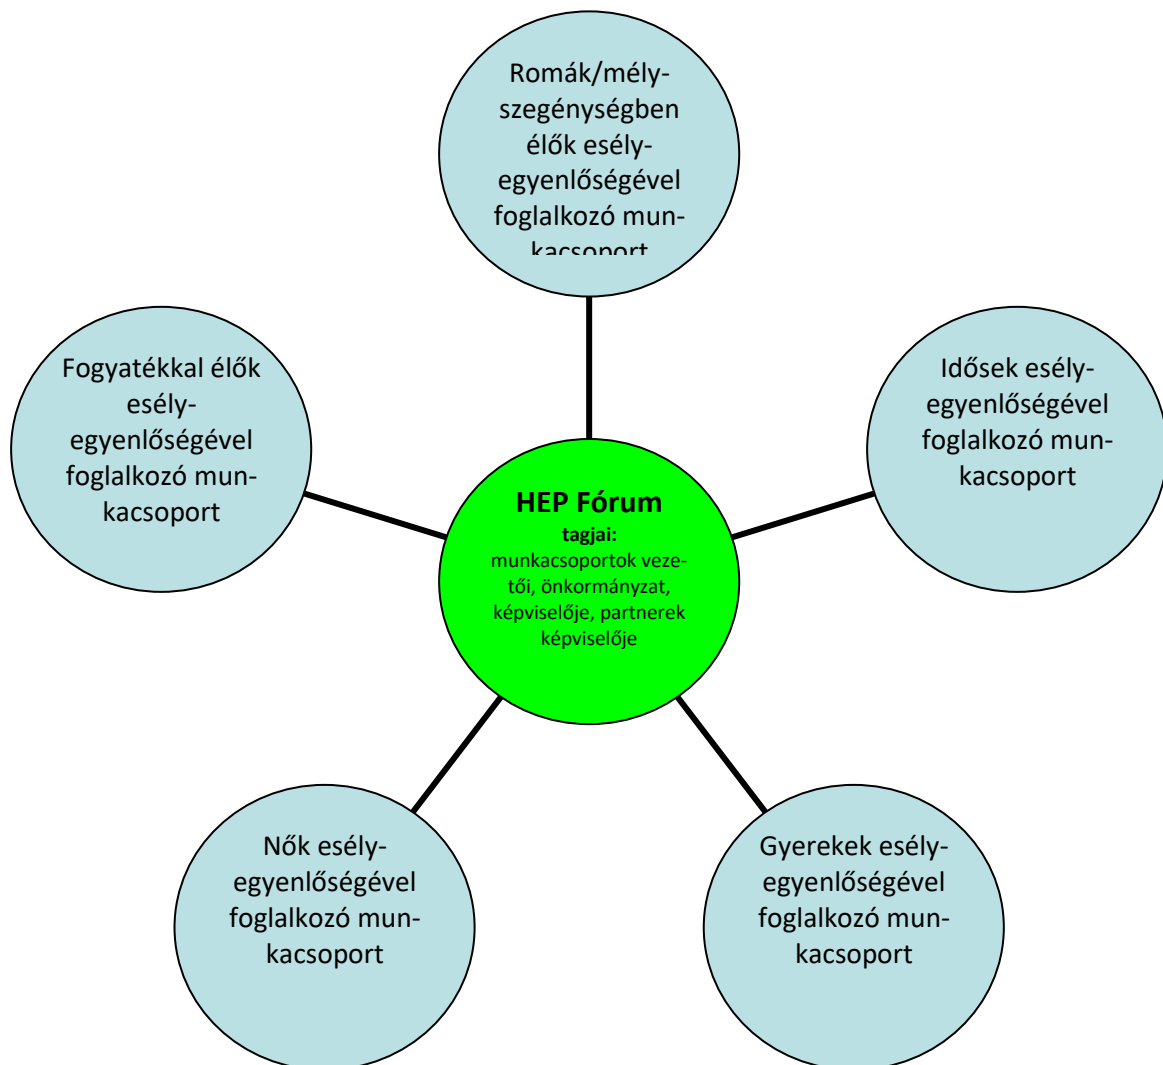 Romák/mély-
szegénységben
élők esély-
egyenlőségével
foglalkozó mun-
kacsoport
Fogyatékkal élők
esély-
egyenlőségével
foglalkozó mun-
kacsoport
Idősek esély-
egyenlőségével
foglalkozó mun-
kacsoport
HEP Fórum
tagjai:
munkacsoportok veze-
tői, önkormányzat,
képviselője, partnerek
képviselője
Nők esély-
egyenlőségével
foglalkozó mun-
kacsoport
Gyerekek esély-
egyenlőségével
foglalkozó mun-
kacsoport